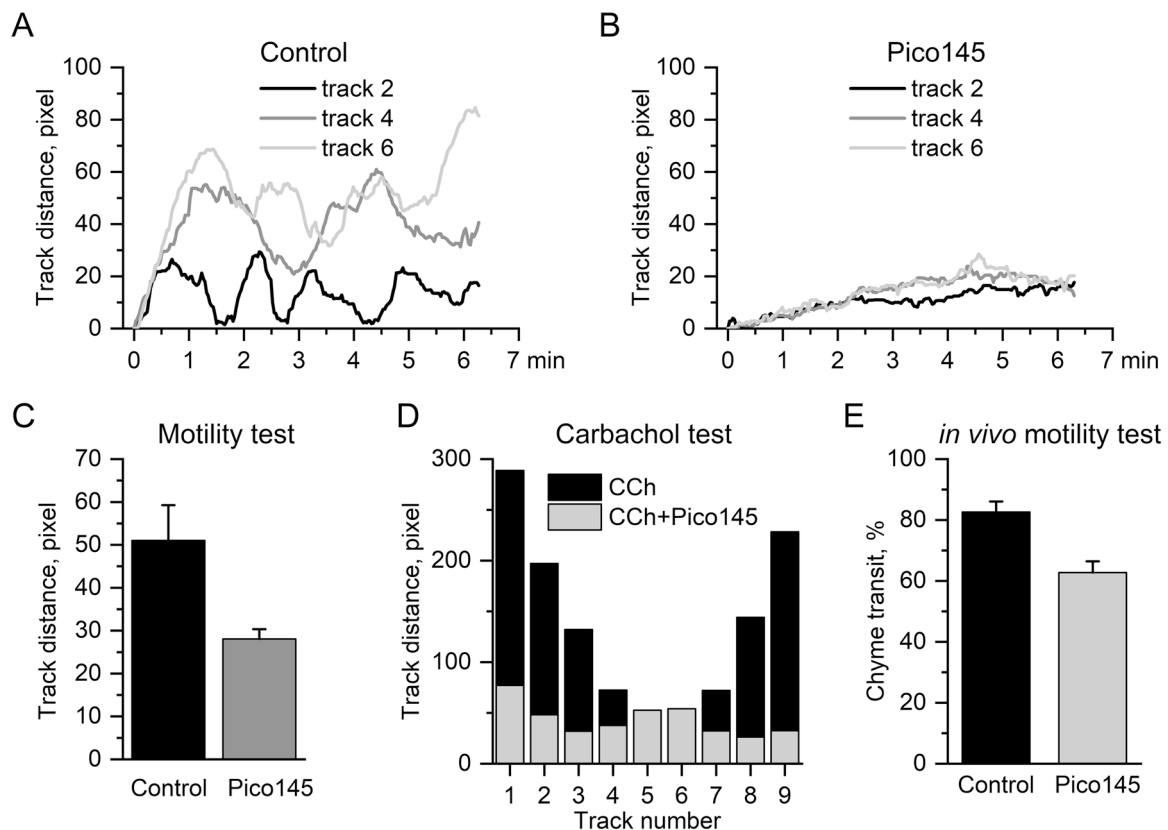 A
Control
Track distance, pixel
100
80
60
40
20
0
track 2
track 4
track 6
0 1 2 3 4 5 6 7 min
B
Pico145
Track distance, pixel
100
80
60
40
20
0
track 2
track 4
track 6
0 1 2 3 4 5 6 7 min
C
Motility test
Track distance, pixel
70
60
50
40
30
20
10
0
Control Pico145
D
Carbachol test
Track distance, pixel
300
200
100
0
CCh
CCh+Pico145
1 2 3 4 5 6 7 8 9
Track number
E
in vivo motility test
Chyme transit, %
100
80
60
40
20
0
Control Pico145